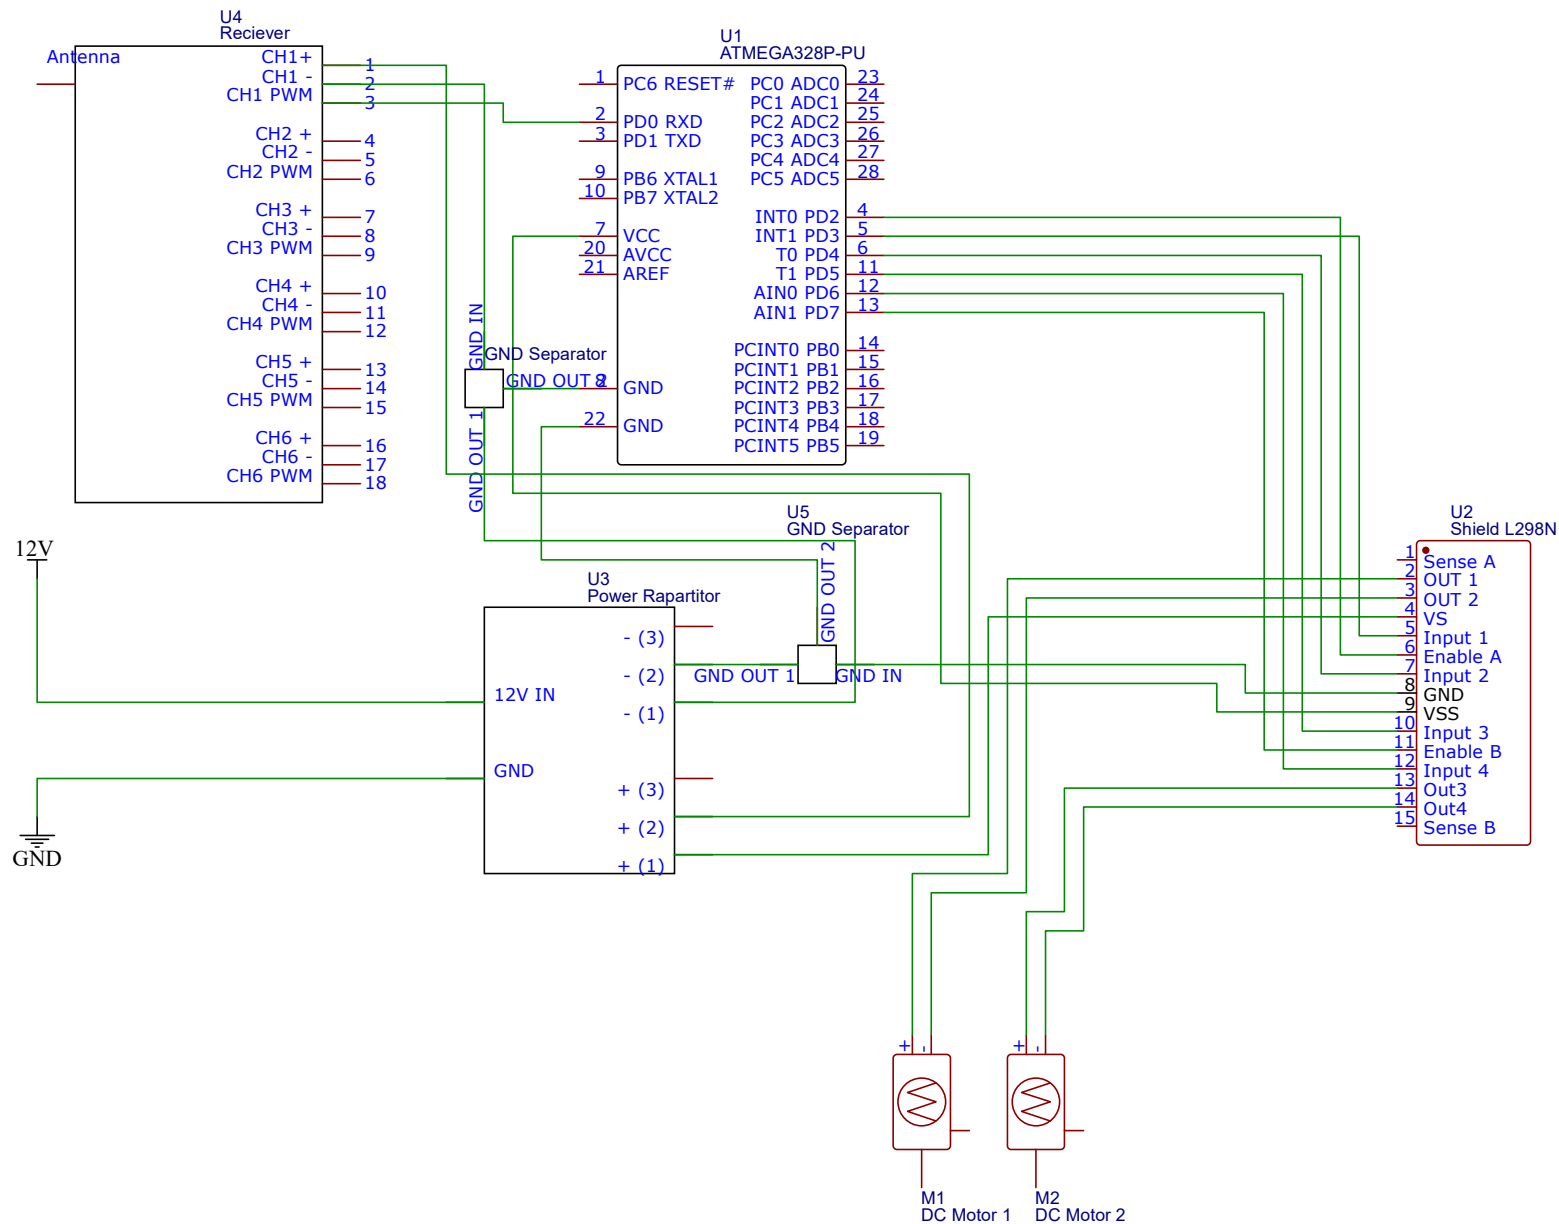 U4
Reciever
Antenna
CH1+ 1
CH1 - 2
CH1 PWM 3
CH2 + 4
CH2 - 5
CH2 PWM 6
CH3 + 7
CH3 - 8
CH3 PWM 9
CH4 + 10
CH4 - 11
CH4 PWM 12
CH5 + 13
CH5 - 14
CH5 PWM 15
CH6 + 16
CH6 - 17
CH6 PWM 18
U1
ATMEGA328P-PU
1 PC6 RESET#
2 PD0 RXD
3 PD1 TXD
9 PB6 XTAL1
10 PB7 XTAL2
7 VCC
20 AVCC
21 AREF
8 GND
22 GND
PC0 ADC0 23
PC1 ADC1 24
PC2 ADC2 25
PC3 ADC3 26
PC4 ADC4 27
PC5 ADC5 28
INT0 PD2 4
INT1 PD3 5
T0 PD4 6
T1 PD5 11
AIN0 PD6 12
AIN1 PD7 13
PCINT0 PB0 14
PCINT1 PB1 15
PCINT2 PB2 16
PCINT3 PB3 17
PCINT4 PB4 18
PCINT5 PB5 19
GND Separator
GND IN
GND OUT 2
GND OUT 1
U5
GND Separator
GND OUT 2
GND OUT 1
GND IN
12V
GND
U3
Power Rapartitor
12V IN
GND
- (3)
- (2)
- (1)
+ (3)
+ (2)
+ (1)
U2
Shield L298N
1 Sense A
2 OUT 1
3 OUT 2
4 VS
5 Input 1
6 Enable A
7 Input 2
8 GND
9 VSS
10 Input 3
11 Enable B
12 Input 4
13 Out3
14 Out4
15 Sense B
+ -
M1
DC Motor 1
+ -
M2
DC Motor 2